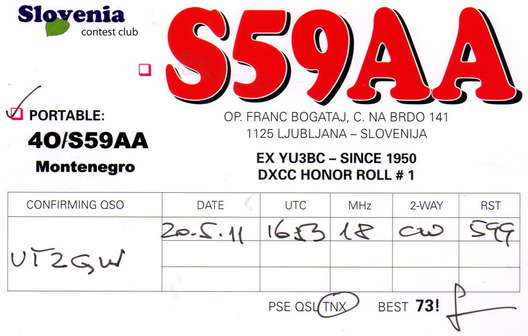 Slovenia
contest club
S59AA
PORTABLE:
4O/S59AA
Montenegro
OP. FRANC BOGATAJ, C. NA BRDO 141
1125 LJUBLJANA – SLOVENIJA
EX YU3BC – SINCE 1950
DXCC HONOR ROLL # 1
CONFIRMING QSO DATE UTC MHz 2-WAY RST
UT2GW 20.5.11 1653 18 CW 599
PSE QSL TNX BEST 73!